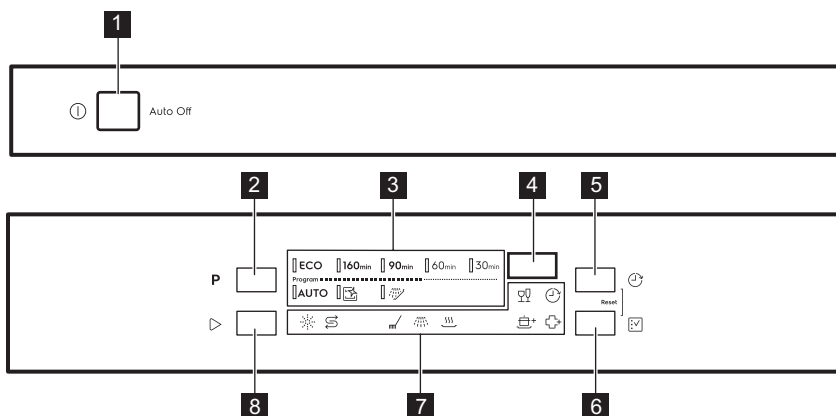 1
Auto Off
2 3 4 5
ECO 160min 90min 60min 30min
P
Program
AUTO
Reset
8 7 6